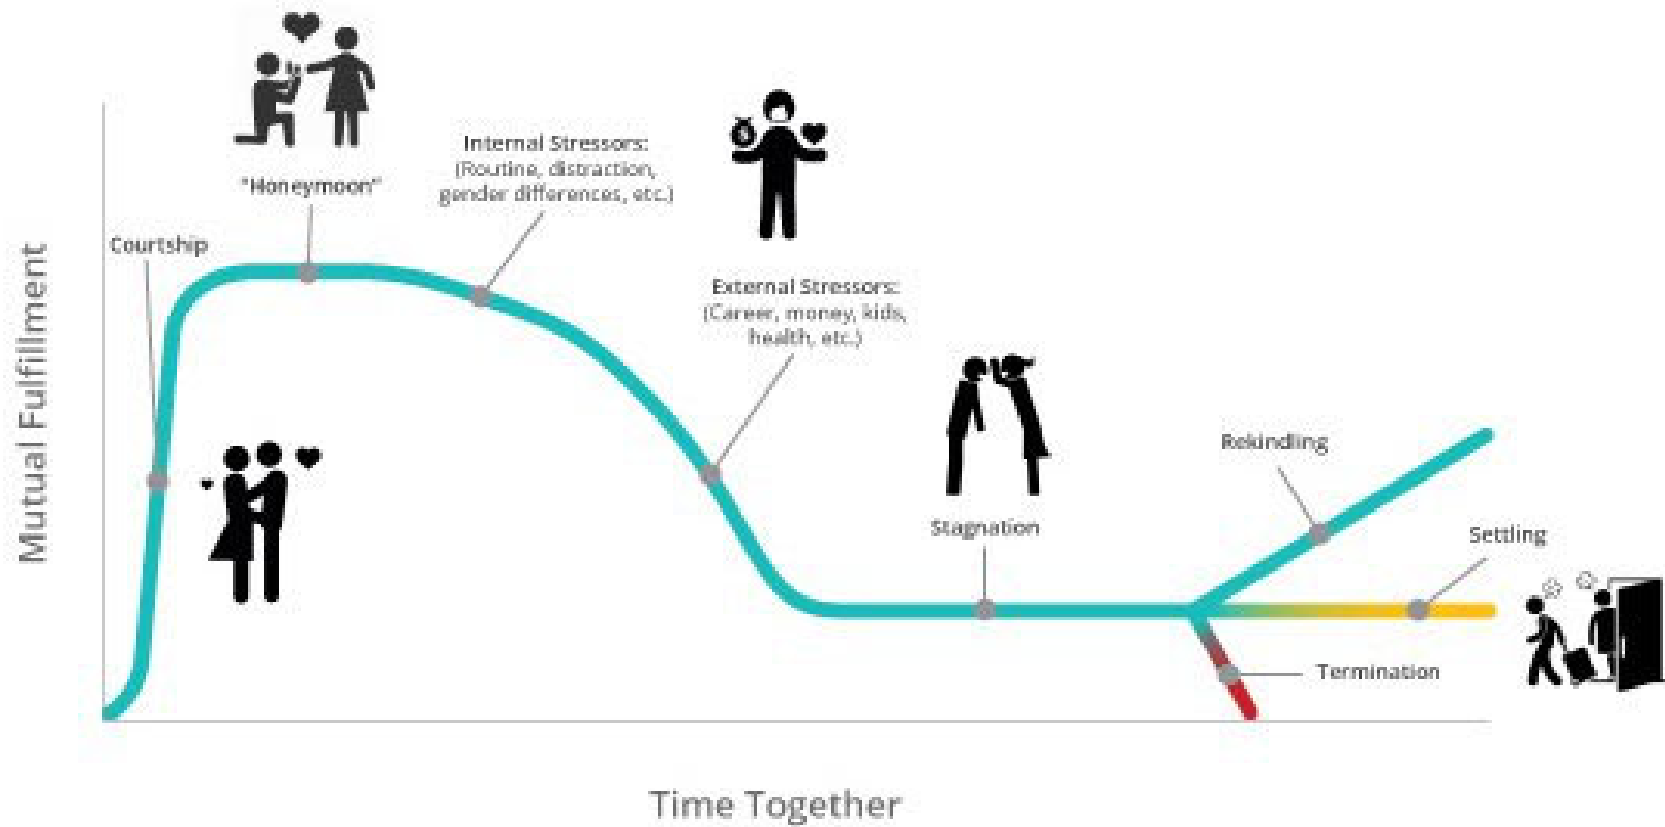 "Honeymoon"
Internal Stressors:
(Routine, distraction,
gender differences, etc.)
Courtship
External Stressors:
(Career, money, kids,
health, etc.)
Stagnation
Rekindling
Settling
Termination
Mutual Fulfillment
Time Together
$